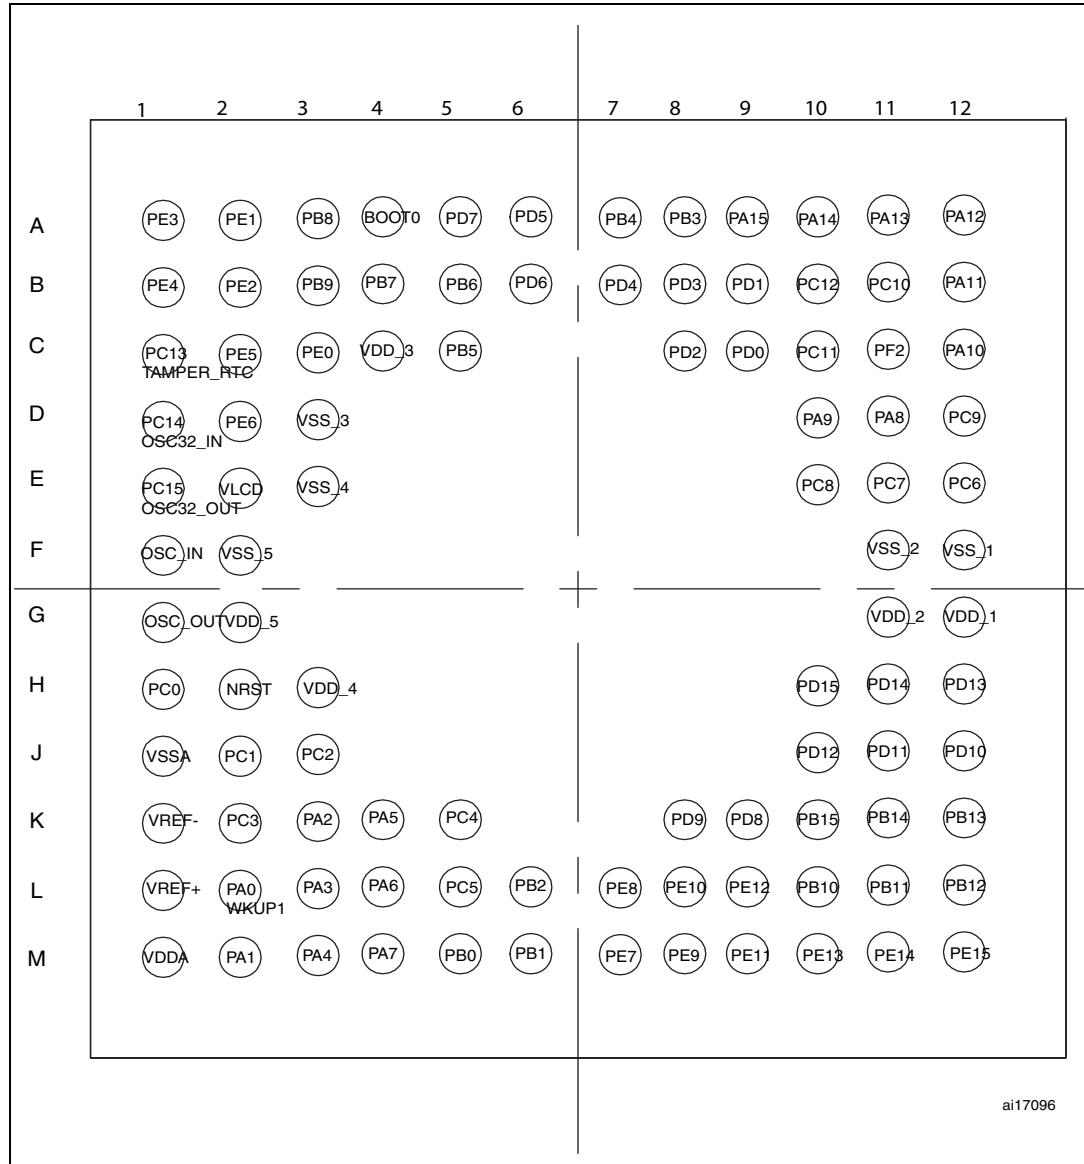 1 2 3 4 5 6 7 8 9 10 11 12
A PE3 PE1 PB8 BOOT0 PD7 PD5 PB4 PB3 PA15 PA14 PA13 PA12
B PE4 PE2 PB9 PB7 PB6 PD6 PD4 PD3 PD1 PC12 PC10 PA11
C PC13 PE5 PE0 VDD_3 PB5 PD2 PD0 PC11 PF2 PA10
TAMPER_RTC
D PC14 PE6 VSS_3 PA9 PA8 PC9
OSC32_IN
E PC15 VLCD VSS_4 PC8 PC7 PC6
OSC32_OUT
F OSC_IN VSS_5 VSS_2 VSS_1
G OSC_OUT VDD_5 VDD_2 VDD_1
H PC0 NRST VDD_4 PD15 PD14 PD13
J VSSA PC1 PC2 PD12 PD11 PD10
K VREF- PC3 PA2 PA5 PC4 PD9 PD8 PB15 PB14 PB13
L VREF+ PA0 PA3 PA6 PC5 PB2 PE8 PE10 PE12 PB10 PB11 PB12
WKUP1
M VDDA PA1 PA4 PA7 PB0 PB1 PE7 PE9 PE11 PE13 PE14 PE15
ai17096